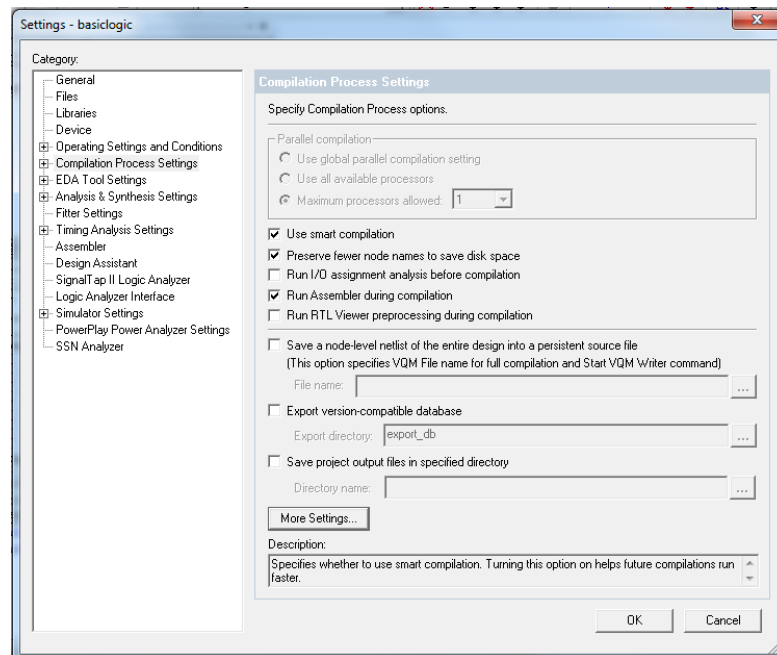 Settings - basiclogic
Category:
General
Files
Libraries
Device
Operating Settings and Conditions
Compilation Process Settings
EDA Tool Settings
Analysis & Synthesis Settings
Fitter Settings
Timing Analysis Settings
Assembler
Design Assistant
SignalTap II Logic Analyzer
Logic Analyzer Interface
Simulator Settings
PowerPlay Power Analyzer Settings
SSN Analyzer
Compilation Process Settings
Specify Compilation Process options.
Parallel compilation
Use global parallel compilation setting
Use all available processors
Maximum processors allowed: 1
Use smart compilation
Preserve fewer node names to save disk space
Run I/O assignment analysis before compilation
Run Assembler during compilation
Run RTL Viewer preprocessing during compilation
Save a node-level netlist of the entire design into a persistent source file
(This option specifies VQM File name for full compilation and Start VQM Writer command)
File name: ...
Export version-compatible database
Export directory: export_db ...
Save project output files in specified directory
Directory name: ...
More Settings...
Description:
Specifies whether to use smart compilation. Turning this option on helps future compilations run
faster.
OK Cancel